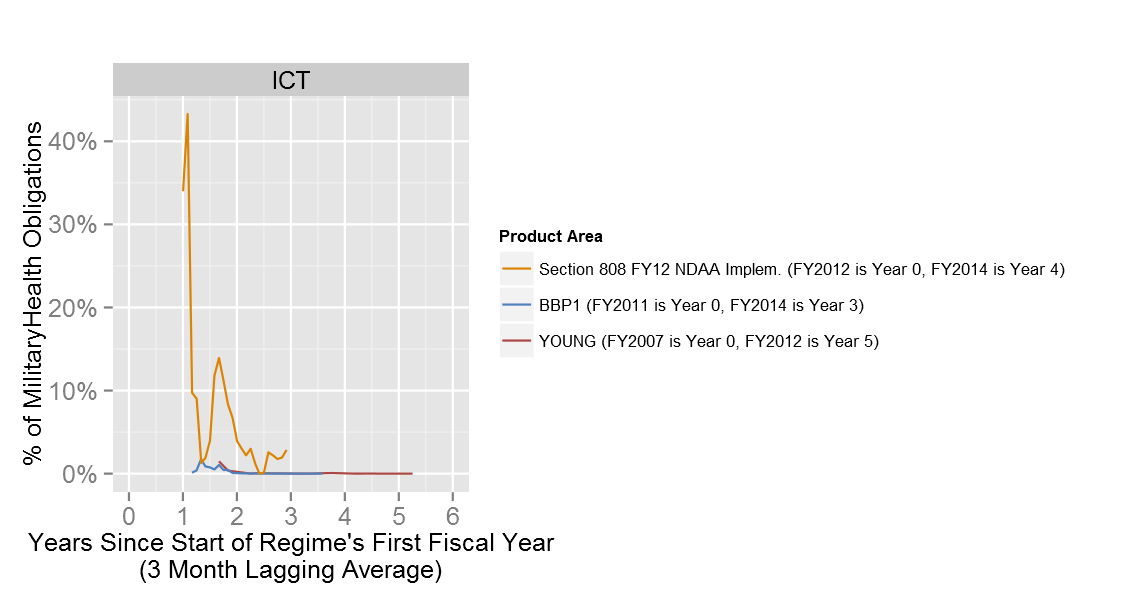 ICT
% of MilitaryHealth Obligations
40%
30%
20%
10%
0%
0 1 2 3 4 5 6
Years Since Start of Regime's First Fiscal Year
(3 Month Lagging Average)
Product Area
Section 808 FY12 NDAA Implem. (FY2012 is Year 0, FY2014 is Year 4)
BBP1 (FY2011 is Year 0, FY2014 is Year 3)
YOUNG (FY2007 is Year 0, FY2012 is Year 5)